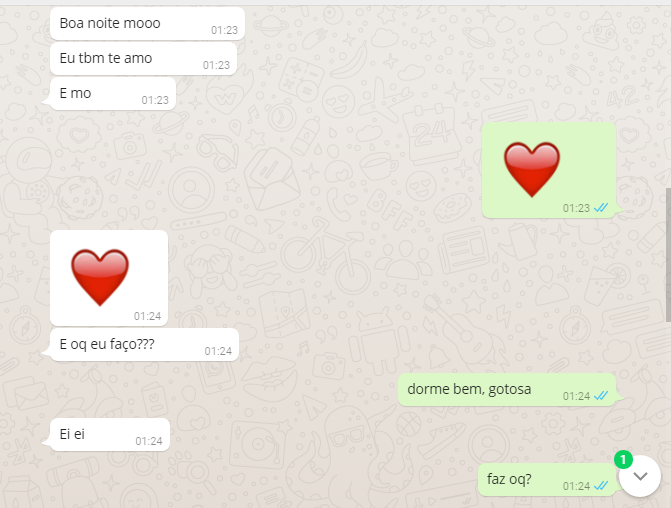 Boa noite mooo
01:23
Eu tbm te amo
01:23
E mo
01:23
01:23
01:24
E oq eu faço???
01:24
dorme bem, gotosa
01:24
Ei ei
01:24
1
faz oq?
01:24